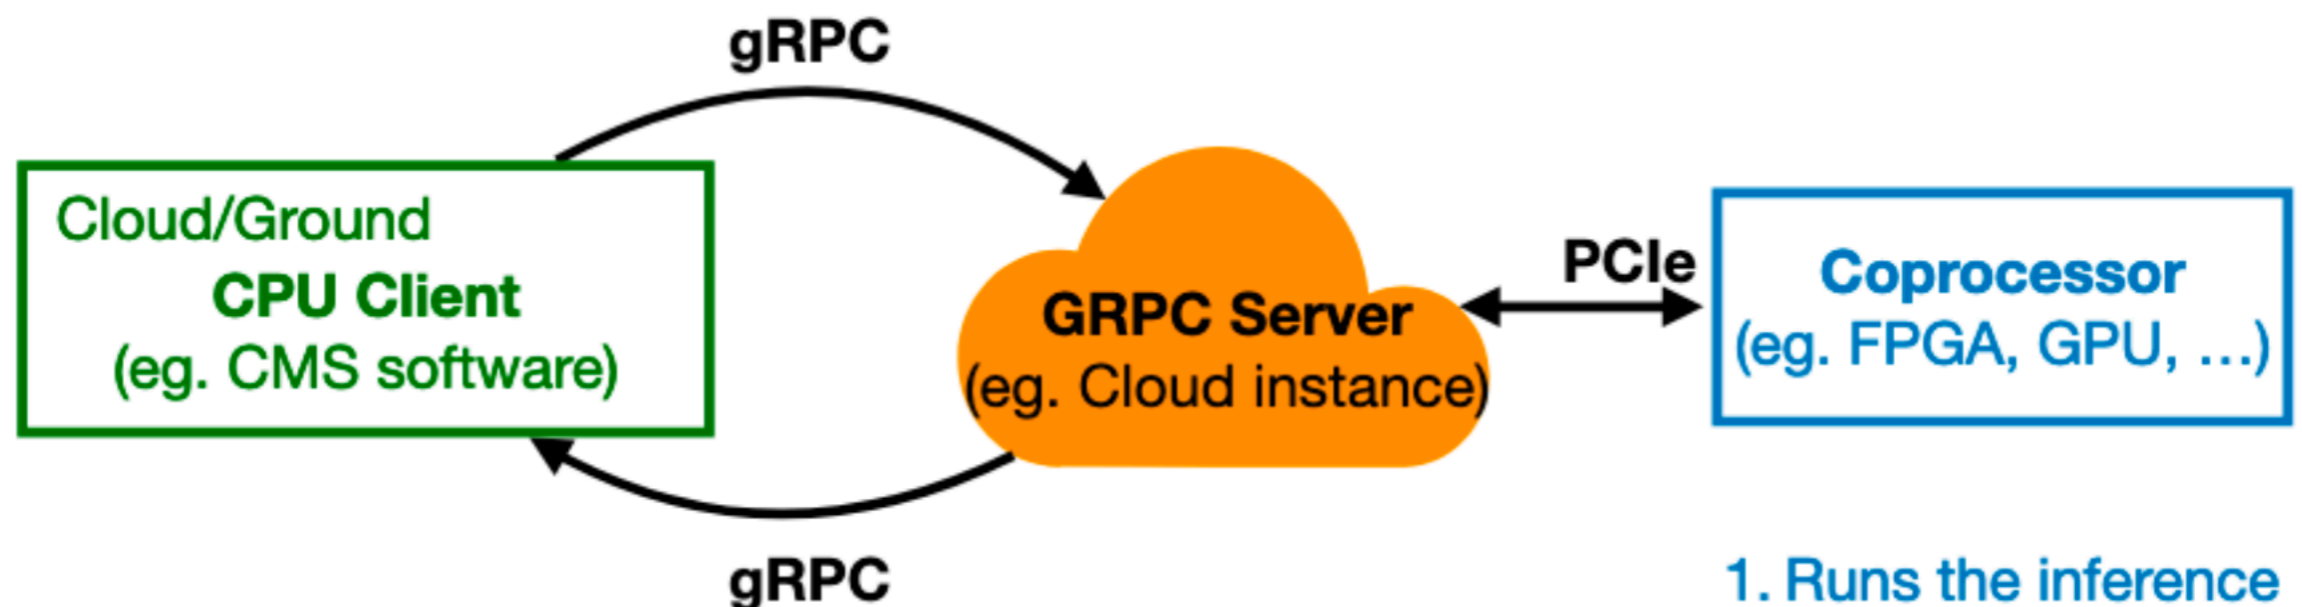 gRPC
Cloud/Ground
CPU Client
(eg. CMS software)
GRPC Server
(eg. Cloud instance)
PCIe
Coprocessor
(eg. FPGA, GPU, ...)
gRPC
1. Runs the inference